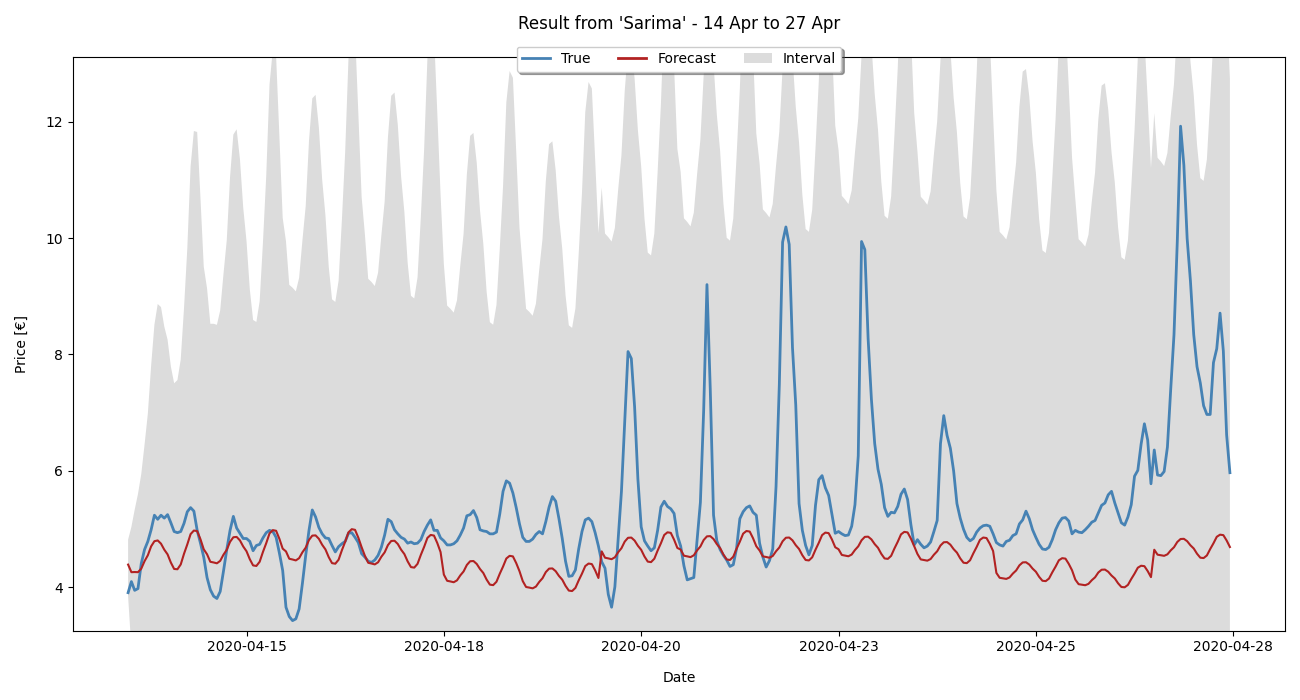 Result from 'Sarima' - 14 Apr to 27 Apr
True Forecast Interval
12
10
8
6
4
Price [€]
2020-04-15 2020-04-18 2020-04-20 2020-04-23 2020-04-25 2020-04-28
Date